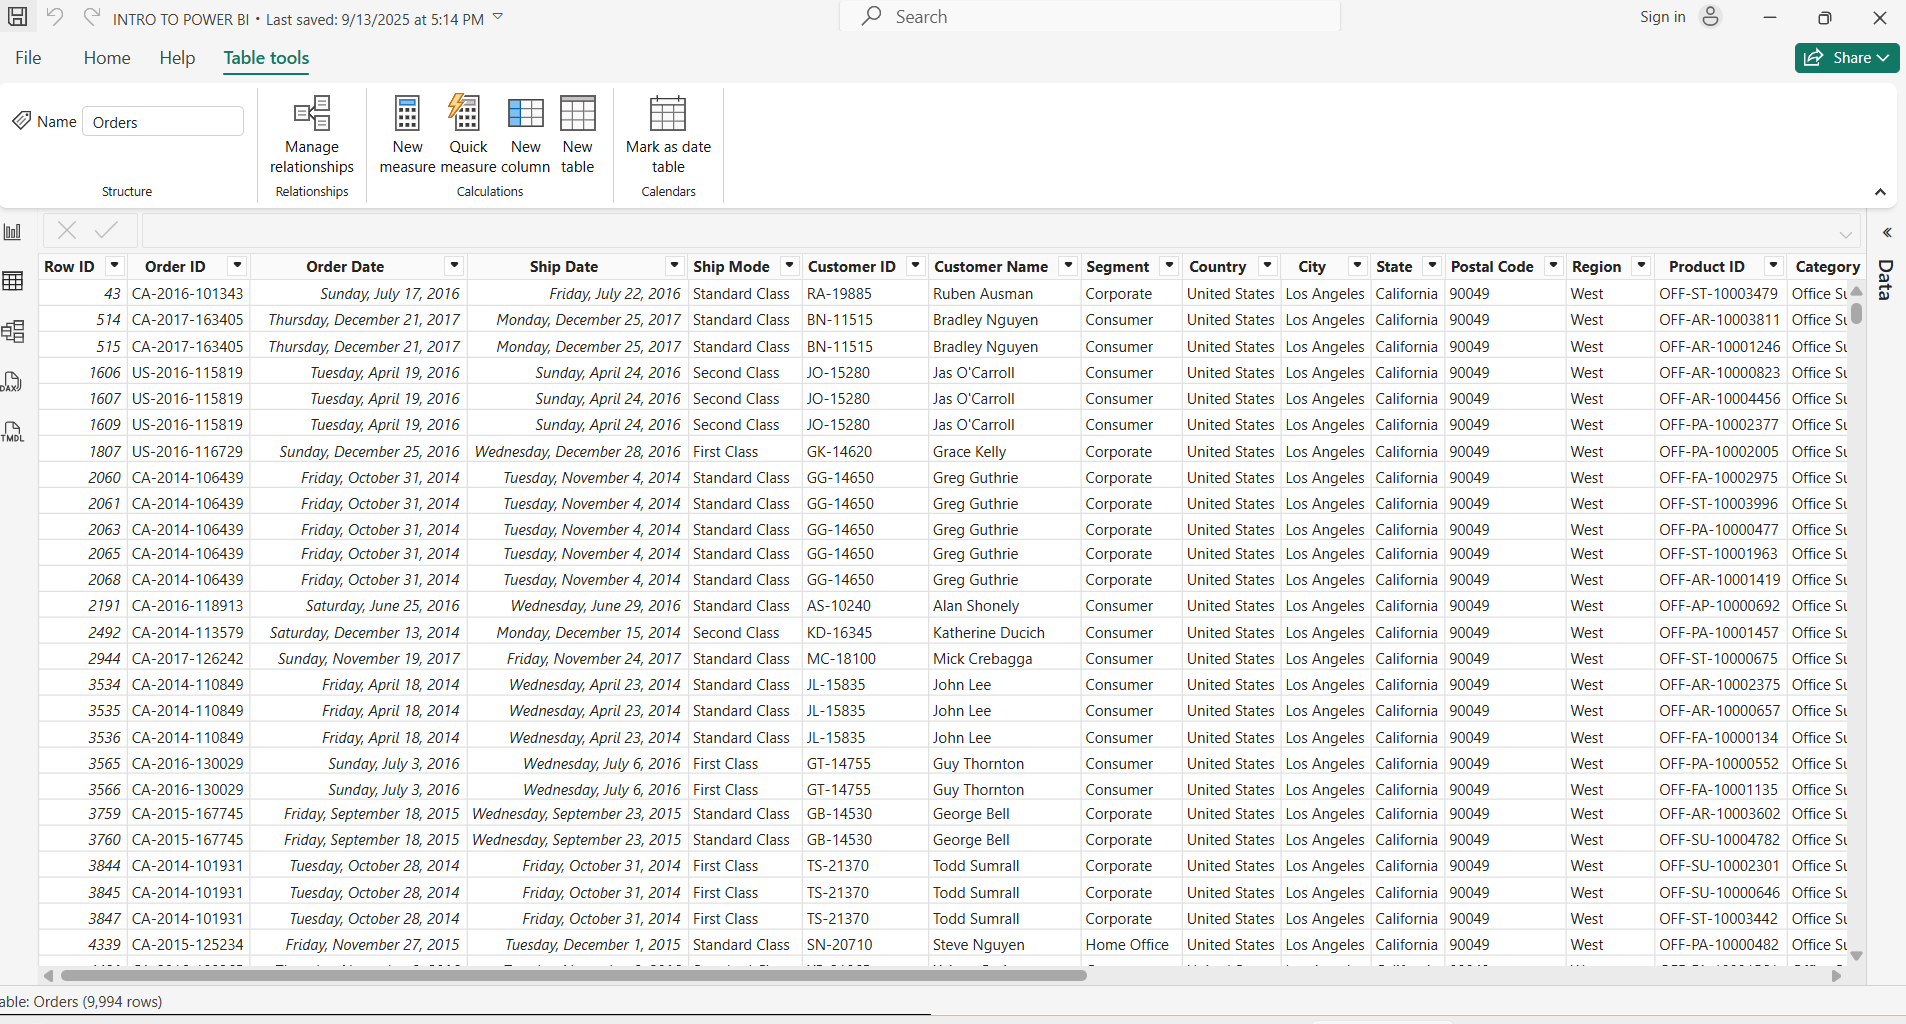 INTRO TO POWER BI • Last saved: 9/13/2025 at 5:14 PM
Search
Sign in
File Home Help Table tools
Share
Name Orders
Manage relationships
New measure
Quick measure
New column
New table
Mark as date table
Structure Relationships Calculations Calendars
Row ID Order ID Order Date Ship Date Ship Mode Customer ID Customer Name Segment Country City State Postal Code Region Product ID Category
43 CA-2016-101343 Sunday, July 17, 2016 Friday, July 22, 2016 Standard Class RA-19885 Ruben Ausman Corporate United States Los Angeles California 90049 West OFF-ST-10003479 Office Su
514 CA-2017-163405 Thursday, December 21, 2017 Monday, December 25, 2017 Standard Class BN-11515 Bradley Nguyen Consumer United States Los Angeles California 90049 West OFF-AR-10003811 Office Su
515 CA-2017-163405 Thursday, December 21, 2017 Monday, December 25, 2017 Standard Class BN-11515 Bradley Nguyen Consumer United States Los Angeles California 90049 West OFF-AR-10001246 Office Su
1606 US-2016-115819 Tuesday, April 19, 2016 Sunday, April 24, 2016 Second Class JO-15280 Jas O'Carroll Consumer United States Los Angeles California 90049 West OFF-AR-10000823 Office Su
1607 US-2016-115819 Tuesday, April 19, 2016 Sunday, April 24, 2016 Second Class JO-15280 Jas O'Carroll Consumer United States Los Angeles California 90049 West OFF-AR-10004456 Office Su
1609 US-2016-115819 Tuesday, April 19, 2016 Sunday, April 24, 2016 Second Class JO-15280 Jas O'Carroll Consumer United States Los Angeles California 90049 West OFF-PA-10002377 Office Su
1807 US-2016-116729 Sunday, December 25, 2016 Wednesday, December 28, 2016 First Class GK-14620 Grace Kelly Corporate United States Los Angeles California 90049 West OFF-PA-10002005 Office Su
2060 CA-2014-106439 Friday, October 31, 2014 Tuesday, November 4, 2014 Standard Class GG-14650 Greg Guthrie Corporate United States Los Angeles California 90049 West OFF-FA-10002975 Office Su
2061 CA-2014-106439 Friday, October 31, 2014 Tuesday, November 4, 2014 Standard Class GG-14650 Greg Guthrie Corporate United States Los Angeles California 90049 West OFF-ST-10003996 Office Su
2063 CA-2014-106439 Friday, October 31, 2014 Tuesday, November 4, 2014 Standard Class GG-14650 Greg Guthrie Corporate United States Los Angeles California 90049 West OFF-PA-10000477 Office Su
2065 CA-2014-106439 Friday, October 31, 2014 Tuesday, November 4, 2014 Standard Class GG-14650 Greg Guthrie Corporate United States Los Angeles California 90049 West OFF-ST-10001963 Office Su
2068 CA-2014-106439 Friday, October 31, 2014 Tuesday, November 4, 2014 Standard Class GG-14650 Greg Guthrie Corporate United States Los Angeles California 90049 West OFF-AR-10001419 Office Su
2191 CA-2016-118913 Saturday, June 25, 2016 Wednesday, June 29, 2016 Standard Class AS-10240 Alan Shonely Consumer United States Los Angeles California 90049 West OFF-AP-10000692 Office Su
2492 CA-2014-113579 Saturday, December 13, 2014 Monday, December 15, 2014 Second Class KD-16345 Katherine Ducich Consumer United States Los Angeles California 90049 West OFF-PA-10001457 Office Su
2944 CA-2017-126242 Sunday, November 19, 2017 Friday, November 24, 2017 Standard Class MC-18100 Mick Crebagga Consumer United States Los Angeles California 90049 West OFF-ST-10000675 Office Su
3534 CA-2014-110849 Friday, April 18, 2014 Wednesday, April 23, 2014 Standard Class JL-15835 John Lee Consumer United States Los Angeles California 90049 West OFF-AR-10002375 Office Su
3535 CA-2014-110849 Friday, April 18, 2014 Wednesday, April 23, 2014 Standard Class JL-15835 John Lee Consumer United States Los Angeles California 90049 West OFF-AR-10000657 Office Su
3536 CA-2014-110849 Friday, April 18, 2014 Wednesday, April 23, 2014 Standard Class JL-15835 John Lee Consumer United States Los Angeles California 90049 West OFF-FA-10000134 Office Su
3565 CA-2016-130029 Sunday, July 3, 2016 Wednesday, July 6, 2016 First Class GT-14755 Guy Thornton Consumer United States Los Angeles California 90049 West OFF-PA-10000552 Office Su
3566 CA-2016-130029 Sunday, July 3, 2016 Wednesday, July 6, 2016 First Class GT-14755 Guy Thornton Consumer United States Los Angeles California 90049 West OFF-FA-10001135 Office Su
3759 CA-2015-167745 Friday, September 18, 2015 Wednesday, September 23, 2015 Standard Class GB-14530 George Bell Corporate United States Los Angeles California 90049 West OFF-AR-10003602 Office Su
3760 CA-2015-167745 Friday, September 18, 2015 Wednesday, September 23, 2015 Standard Class GB-14530 George Bell Corporate United States Los Angeles California 90049 West OFF-SU-10004782 Office Su
3844 CA-2014-101931 Tuesday, October 28, 2014 Friday, October 31, 2014 First Class TS-21370 Todd Sumrall Corporate United States Los Angeles California 90049 West OFF-SU-10002301 Office Su
3845 CA-2014-101931 Tuesday, October 28, 2014 Friday, October 31, 2014 First Class TS-21370 Todd Sumrall Corporate United States Los Angeles California 90049 West OFF-SU-10000646 Office Su
3847 CA-2014-101931 Tuesday, October 28, 2014 Friday, October 31, 2014 First Class TS-21370 Todd Sumrall Corporate United States Los Angeles California 90049 West OFF-ST-10003442 Office Su
4339 CA-2015-125234 Friday, November 27, 2015 Tuesday, December 1, 2015 Standard Class SN-20710 Steve Nguyen Home Office United States Los Angeles California 90049 West OFF-PA-10000482 Office Su
Data
DAX
TMDL
able: Orders (9,994 rows)